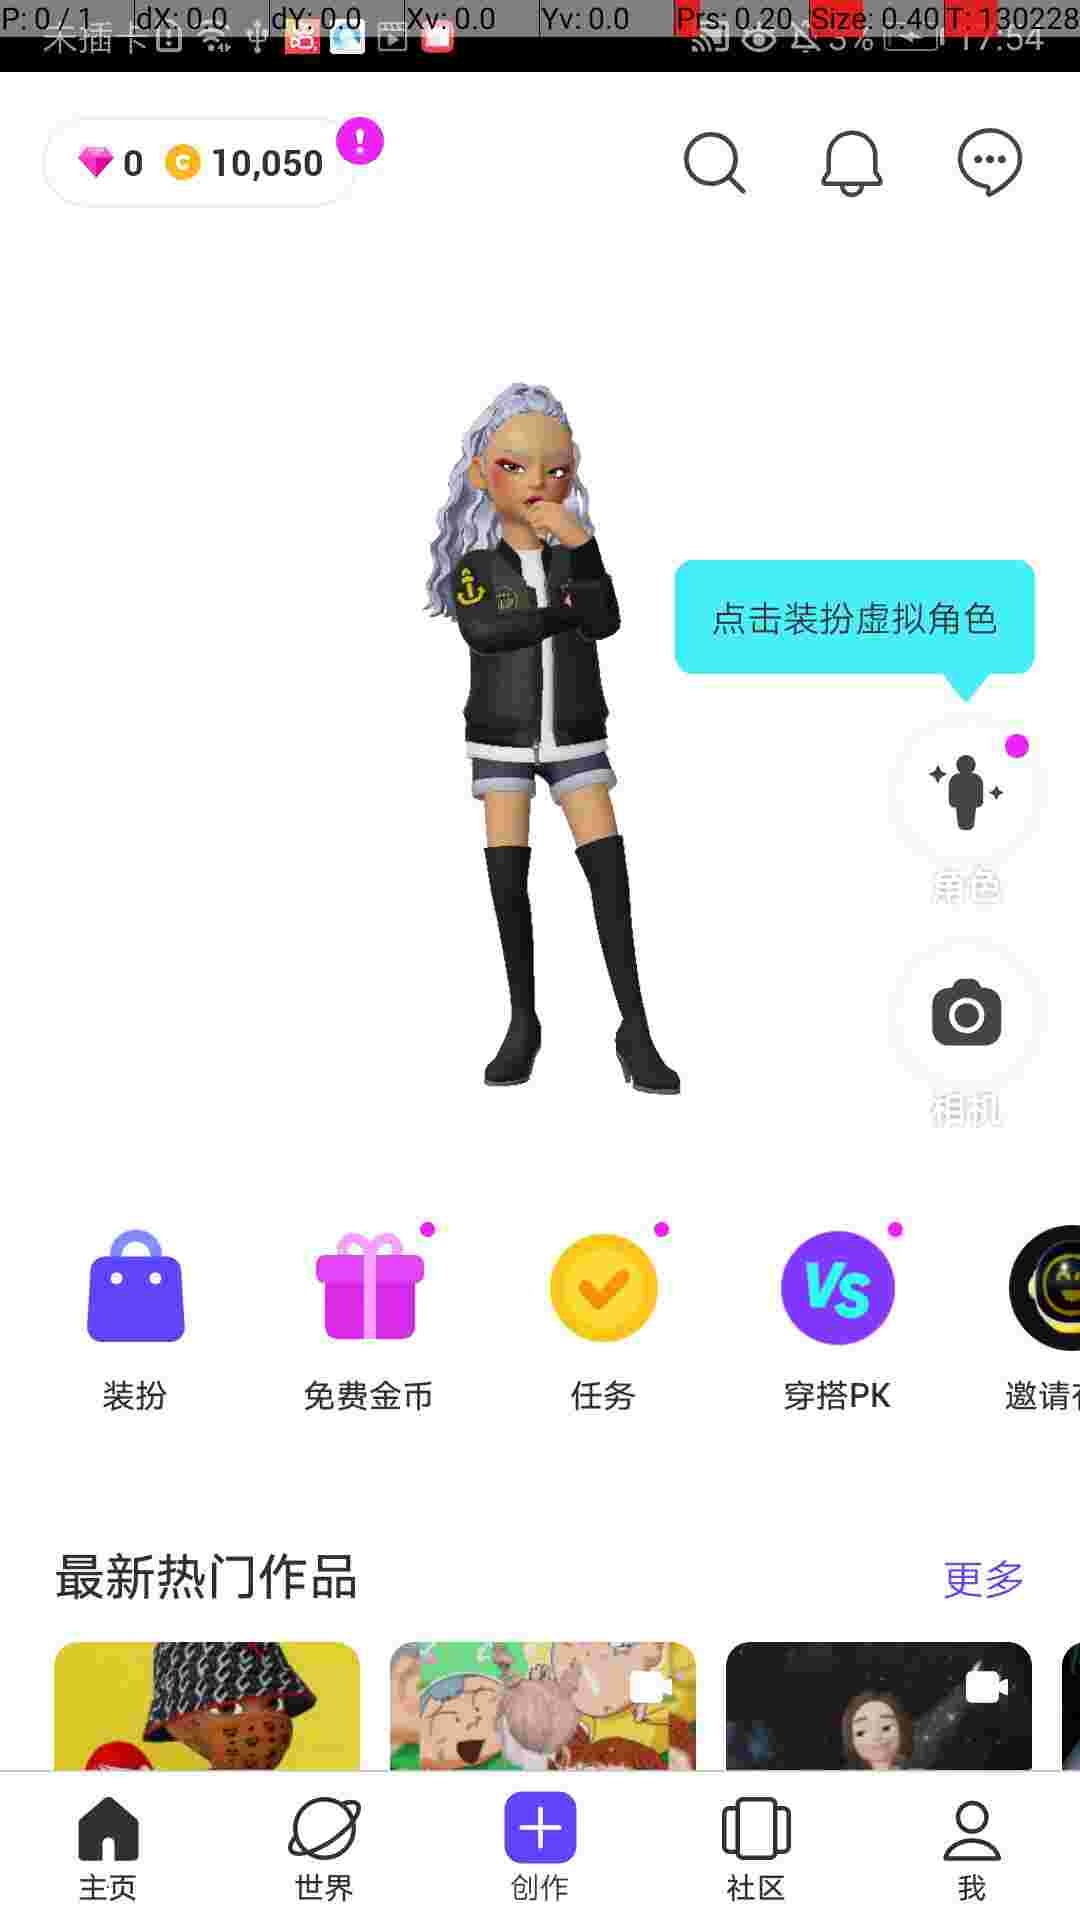 P: 0 / 1 dX: 0.0 dY: 0.0 Xv: 0.0 Yv: 0.0 Prs: 0.20 Size: 0.40 T: 130228
未插卡 3% 17:54
0 C 10,050 !
点击装扮虚拟角色
角色
相机
VS
装扮 免费金币 任务 穿搭PK 邀请
最新热门作品 更多
主页 世界 创作 社区 我